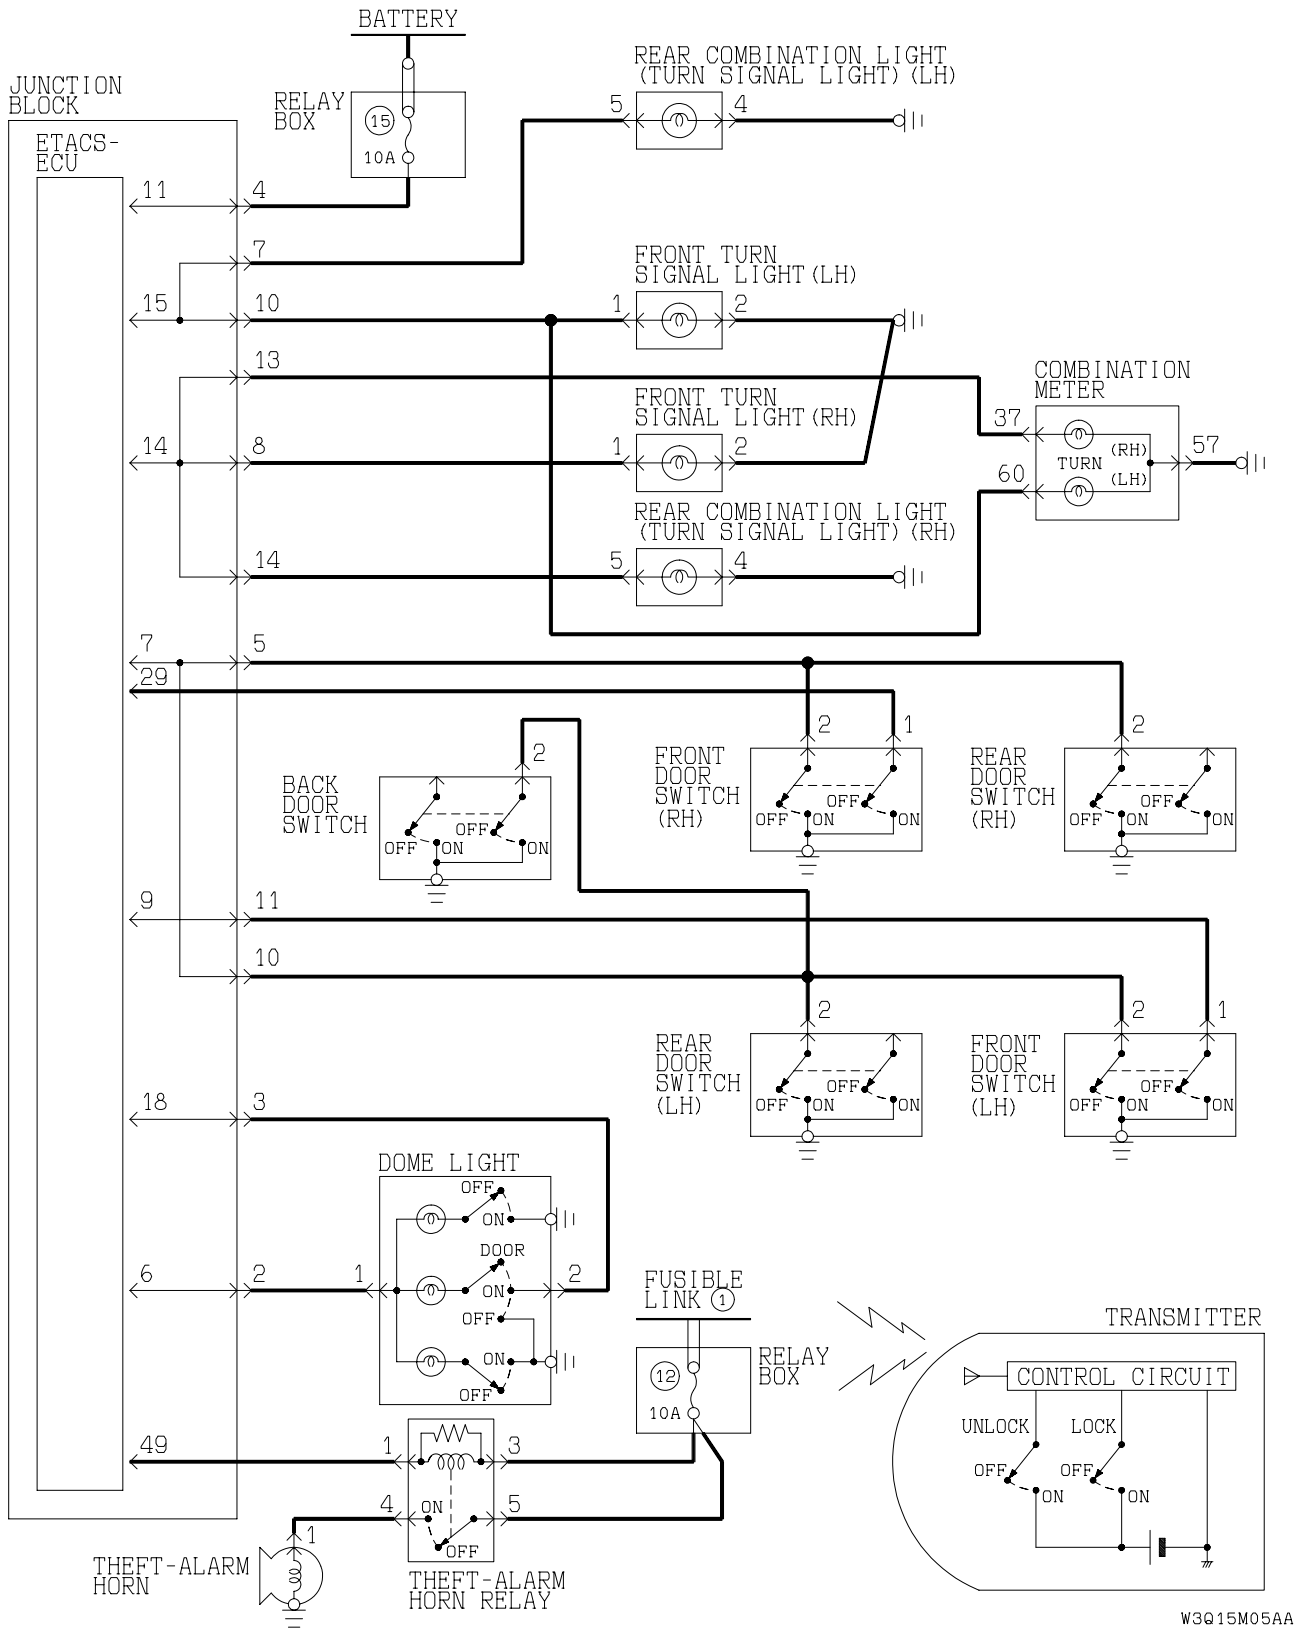 BATTERY
REAR COMBINATION LIGHT
(TURN SIGNAL LIGHT)(LH)
JUNCTION
BLOCK
RELAY
BOX
15
10A
5
4
ETACS-
ECU
11
4
7
FRONT TURN
SIGNAL LIGHT(LH)
15
10
1
2
13
COMBINATION
METER
FRONT TURN
SIGNAL LIGHT(RH)
37
14
8
1
2
TURN
(RH)
(LH)
57
60
REAR COMBINATION LIGHT
(TURN SIGNAL LIGHT)(RH)
14
5
4
7
5
29
2
1
2
2
BACK
DOOR
SWITCH
OFF
ON
OFF
ON
FRONT
DOOR
SWITCH
(RH)
OFF
ON
OFF
ON
REAR
DOOR
SWITCH
(RH)
OFF
ON
OFF
ON
9
11
10
2
2
1
REAR
DOOR
SWITCH
(LH)
OFF
ON
OFF
ON
FRONT
DOOR
SWITCH
(LH)
OFF
ON
OFF
ON
18
3
DOME LIGHT
OFF
ON
DOOR
ON
OFF
ON
OFF
6
2
1
2
FUSIBLE
LINK 1
RELAY
BOX
12
10A
TRANSMITTER
CONTROL CIRCUIT
UNLOCK
LOCK
OFF
ON
OFF
ON
49
1
3
4
ON
OFF
5
1
THEFT-ALARM
HORN
THEFT-ALARM
HORN RELAY
W3Q15M05AA